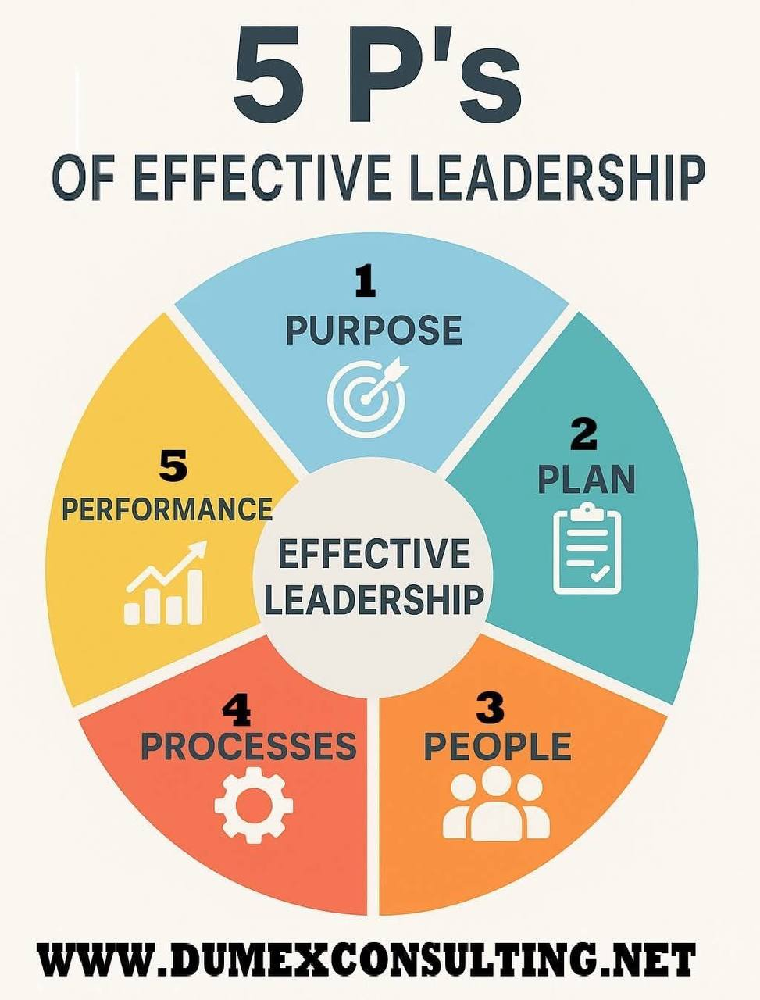 5 P's
OF EFFECTIVE LEADERSHIP
1
PURPOSE
2
PLAN
3
PEOPLE
4
PROCESSES
5
PERFORMANCE
EFFECTIVE
LEADERSHIP
WWW.DUMEXCONSULTING.NET